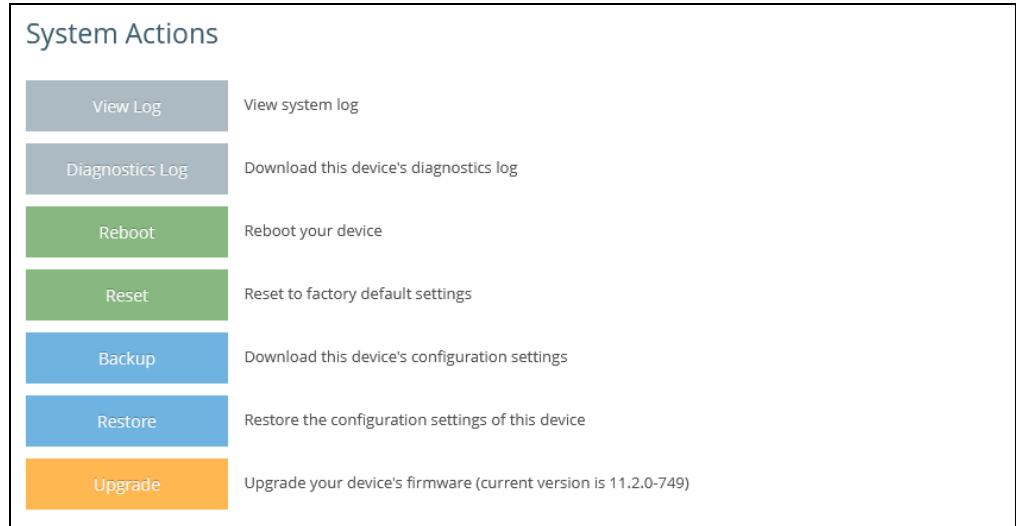 System Actions
View Log View system log
Diagnostics Log Download this device's diagnostics log
Reboot Reboot your device
Reset Reset to factory default settings
Backup Download this device's configuration settings
Restore Restore the configuration settings of this device
Upgrade Upgrade your device's firmware (current version is 11.2.0-749)